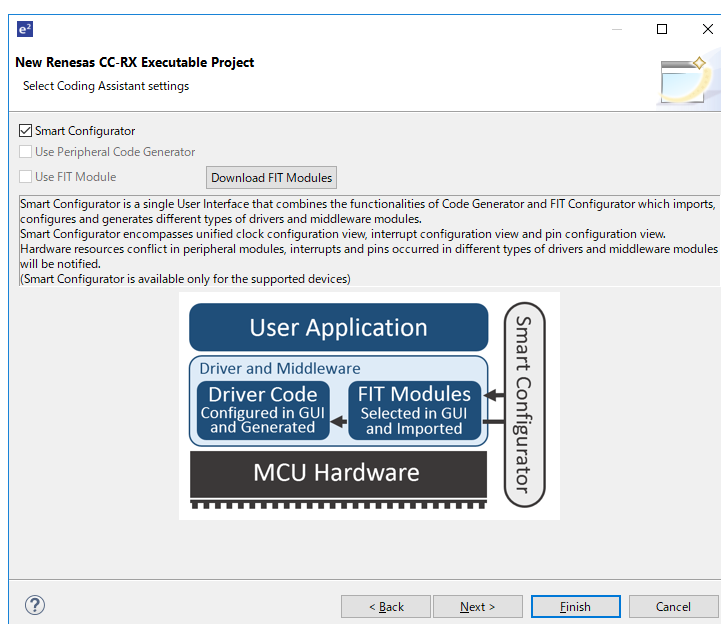 e²
New Renesas CC-RX Executable Project
Select Coding Assistant settings
Smart Configurator
Use Peripheral Code Generator
Use FIT Module
Download FIT Modules
Smart Configurator is a single User Interface that combines the functionalities of Code Generator and FIT Configurator which imports,
configures and generates different types of drivers and middleware modules.
Smart Configurator encompasses unified clock configuration view, interrupt configuration view and pin configuration view.
Hardware resources conflict in peripheral modules, interrupts and pins occurred in different types of drivers and middleware modules
will be notified.
(Smart Configurator is available only for the supported devices)
User Application
Driver and Middleware
Driver Code
Configured in GUI
and Generated
FIT Modules
Selected in GUI
and Imported
Smart Configurator
MCU Hardware
?
< Back
Next >
Finish
Cancel